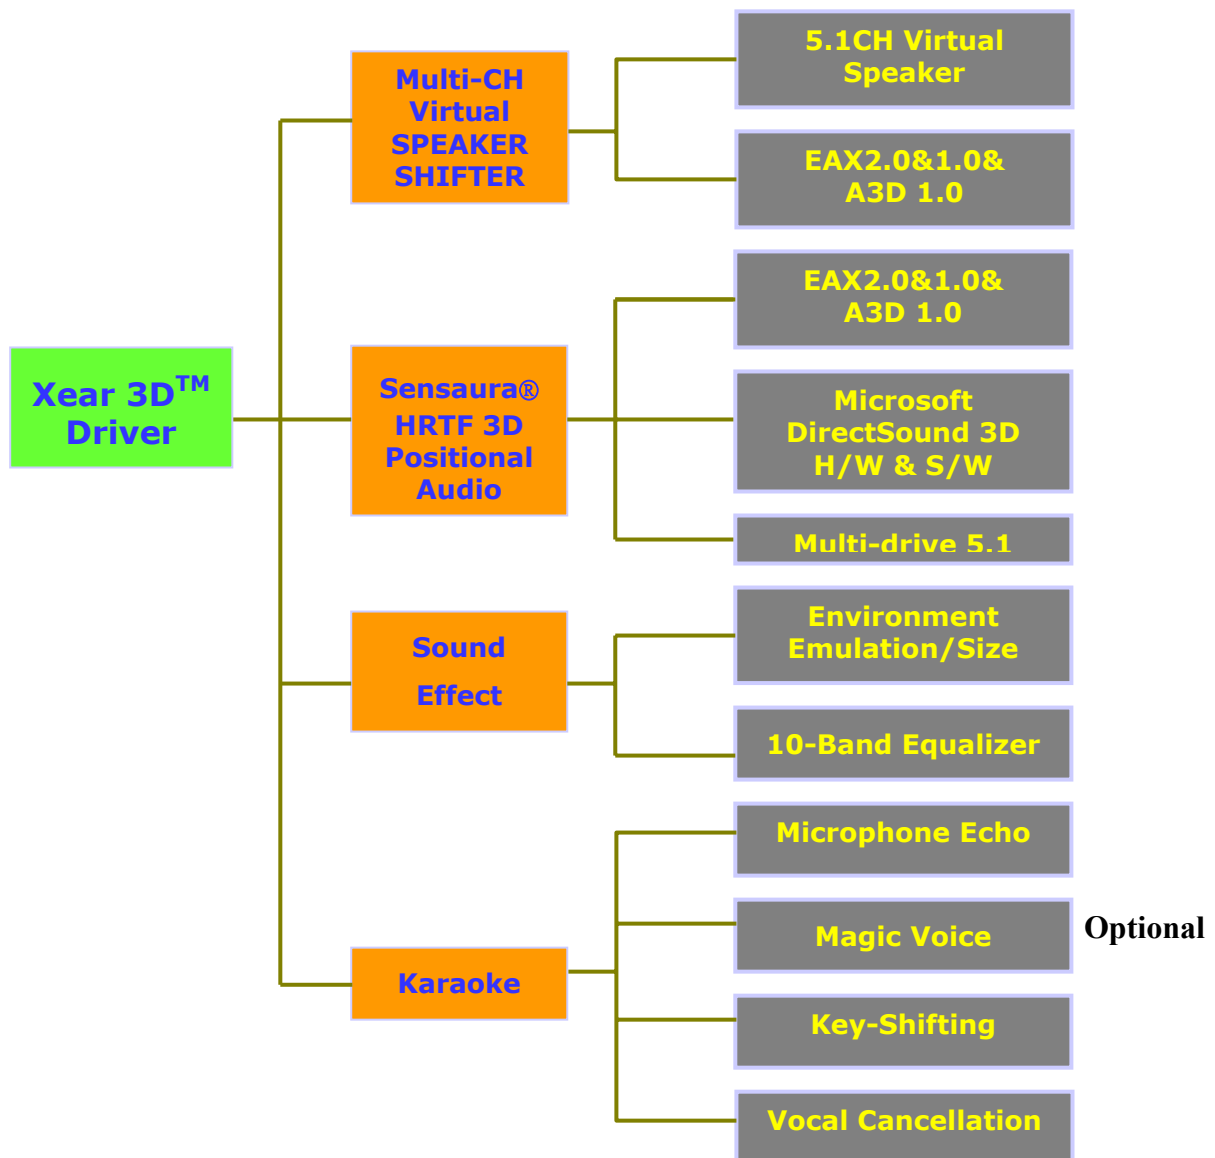 Xear 3D™
Driver
Multi-CH
Virtual
SPEAKER
SHIFTER
5.1CH Virtual
Speaker
EAX2.0&1.0&
A3D 1.0
Sensaura®
HRTF 3D
Positional
Audio
EAX2.0&1.0&
A3D 1.0
Microsoft
DirectSound 3D
H/W & S/W
Multi-drive 5.1
Sound
Effect
Environment
Emulation/Size
10-Band Equalizer
Karaoke
Microphone Echo
Magic Voice
Optional
Key-Shifting
Vocal Cancellation